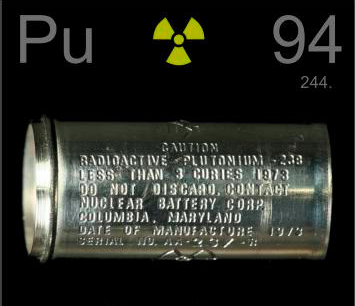 Pu 94
244.
CAUTION
RADIOACTIVE PLUTONIUM -238
LESS THAN 3 CURIES 1973
DO NOT DISCARD. CONTACT
NUCLEAR BATTERY CORP.
COLUMBIA, MARYLAND
DATE OF MANUFACTURE 1973
SERIAL NO. AA-